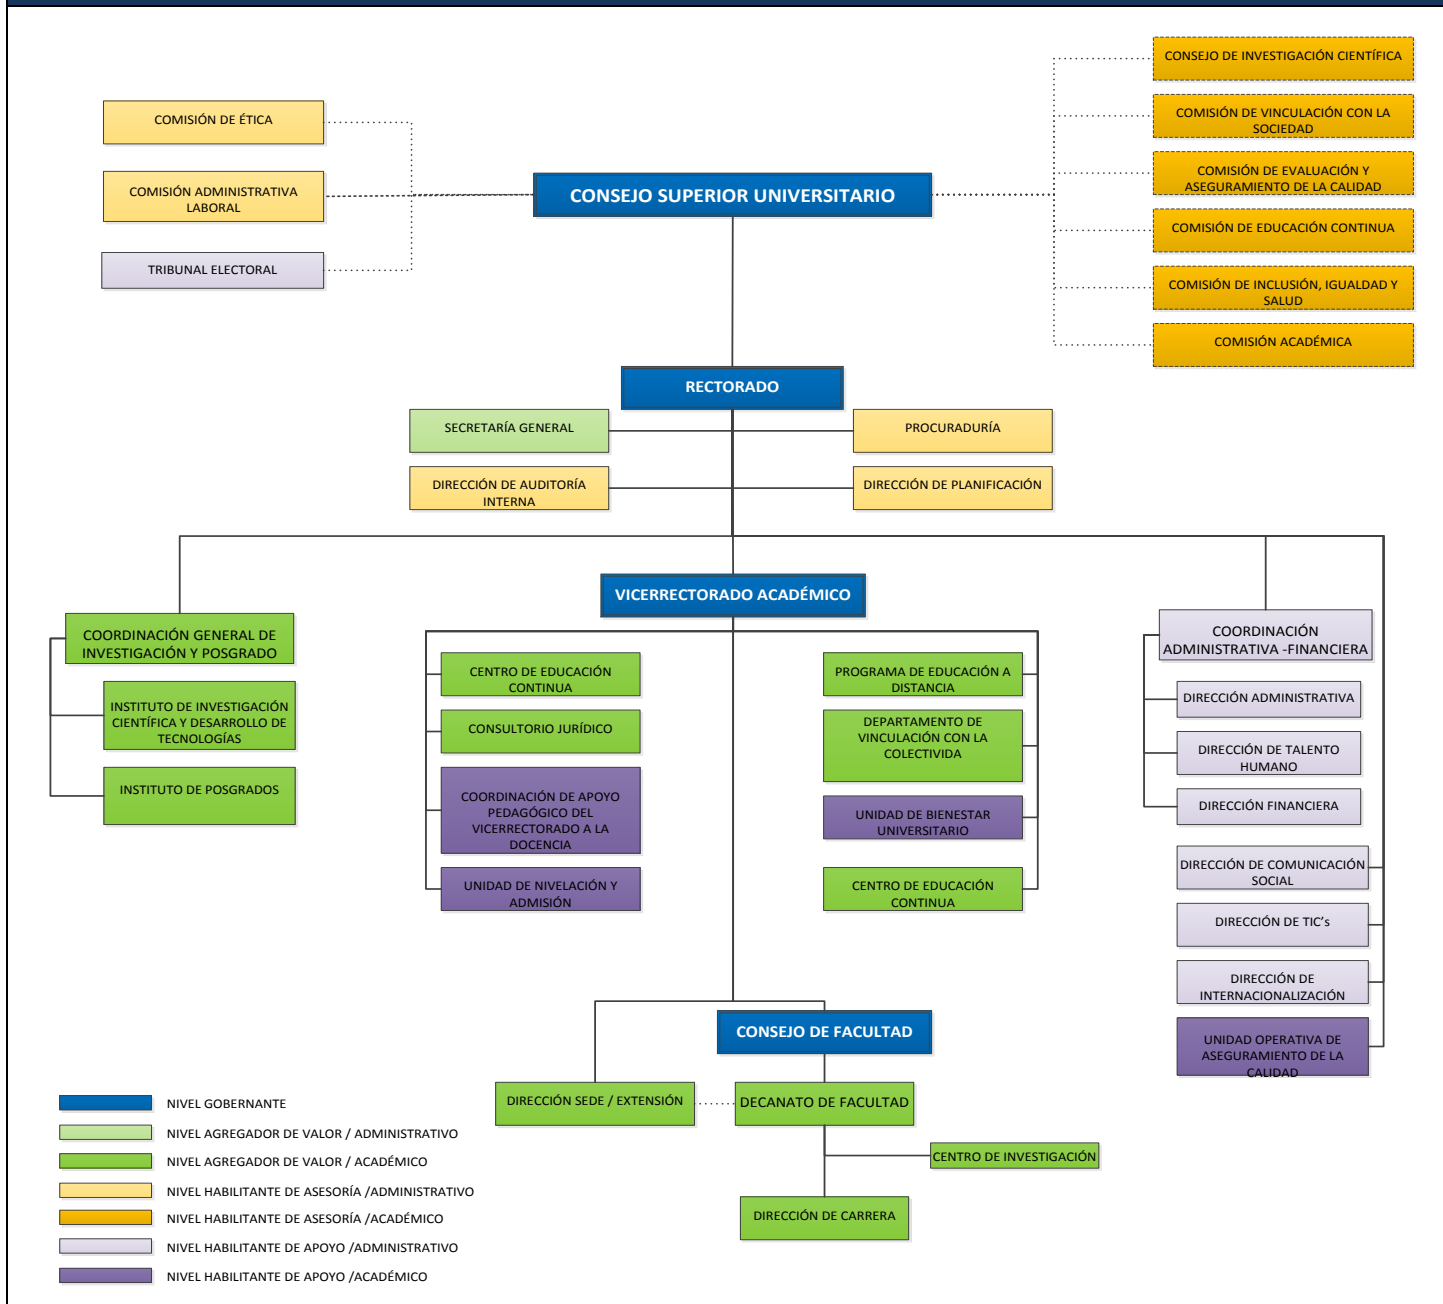 CONSEJO DE INVESTIGACIÓN CIENTÍFICA
COMISIÓN DE VINCULACIÓN CON LA
SOCIEDAD
COMISIÓN DE EVALUACIÓN Y
ASEGURAMIENTO DE LA CALIDAD
COMISIÓN DE EDUCACIÓN CONTINUA
COMISIÓN DE INCLUSIÓN, IGUALDAD Y
SALUD
COMISIÓN ACADÉMICA
COMISIÓN DE ÉTICA
COMISIÓN ADMINISTRATIVA
LABORAL
TRIBUNAL ELECTORAL
CONSEJO SUPERIOR UNIVERSITARIO
RECTORADO
SECRETARÍA GENERAL
PROCURADURÍA
DIRECCIÓN DE AUDITORÍA
INTERNA
DIRECCIÓN DE PLANIFICACIÓN
VICERRECTORADO ACADÉMICO
COORDINACIÓN GENERAL DE
INVESTIGACIÓN Y POSGRADO
INSTITUTO DE INVESTIGACIÓN
CIENTÍFICA Y DESARROLLO DE
TECNOLOGÍAS
INSTITUTO DE POSGRADOS
CENTRO DE EDUCACIÓN
CONTINUA
CONSULTORIO JURÍDICO
COORDINACIÓN DE APOYO
PEDAGÓGICO DEL
VICERRECTORADO A LA
DOCENCIA
UNIDAD DE NIVELACIÓN Y
ADMISIÓN
PROGRAMA DE EDUCACIÓN A
DISTANCIA
DEPARTAMENTO DE
VINCULACIÓN CON LA
COLECTIVIDA
UNIDAD DE BIENESTAR
UNIVERSITARIO
CENTRO DE EDUCACIÓN
CONTINUA
COORDINACIÓN
ADMINISTRATIVA -FINANCIERA
DIRECCIÓN ADMINISTRATIVA
DIRECCIÓN DE TALENTO
HUMANO
DIRECCIÓN FINANCIERA
DIRECCIÓN DE COMUNICACIÓN
SOCIAL
DIRECCIÓN DE TIC's
DIRECCIÓN DE
INTERNACIONALIZACIÓN
UNIDAD OPERATIVA DE
ASEGURAMIENTO DE LA
CALIDAD
CONSEJO DE FACULTAD
DIRECCIÓN SEDE / EXTENSIÓN
DECANATO DE FACULTAD
CENTRO DE INVESTIGACIÓN
DIRECCIÓN DE CARRERA
NIVEL GOBERNANTE
NIVEL AGREGADOR DE VALOR / ADMINISTRATIVO
NIVEL AGREGADOR DE VALOR / ACADÉMICO
NIVEL HABILITANTE DE ASESORÍA /ADMINISTRATIVO
NIVEL HABILITANTE DE ASESORÍA /ACADÉMICO
NIVEL HABILITANTE DE APOYO /ADMINISTRATIVO
NIVEL HABILITANTE DE APOYO /ACADÉMICO